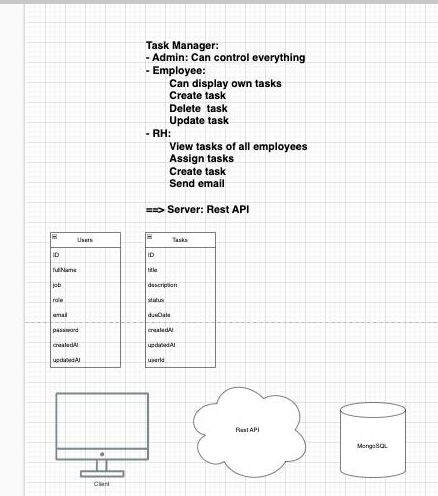 Task Manager:
- Admin: Can control everything
- Employee:
Can display own tasks
Create task
Delete task
Update task
- RH:
View tasks of all employees
Assign tasks
Create task
Send email
==> Server: Rest API
Users
ID
fullName
job
role
email
password
createdAt
updatedAt
Tasks
ID
title
description
status
dueDate
createdAt
updatedAt
userId
Client
Rest API
MongoSQL